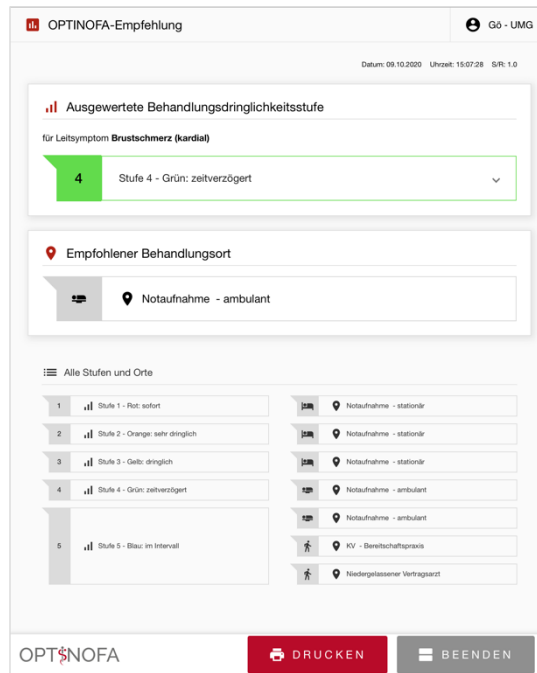 OPTINOFA-Empfehlung
Gö - UMG
Datum: 09.10.2020 Uhrzeit: 15:07:28 S/R: 1.0
Ausgewertete Behandlungsdringlichkeitsstufe
für Leitsymptom Brustschmerz (kardial)
4 Stufe 4 - Grün: zeitverzögert
Empfohlener Behandlungsort
Notaufnahme - ambulant
Alle Stufen und Orte
1 Stufe 1 - Rot: sofort Notaufnahme - stationär
2 Stufe 2 - Orange: sehr dringlich Notaufnahme - stationär
3 Stufe 3 - Gelb: dringlich Notaufnahme - stationär
4 Stufe 4 - Grün: zeitverzögert Notaufnahme - ambulant
Notaufnahme - ambulant
5 Stufe 5 - Blau: im Intervall KV - Bereitschaftspraxis
Niedergelassener Vertragsarzt
OPTINOFA DRUCKEN BEENDEN